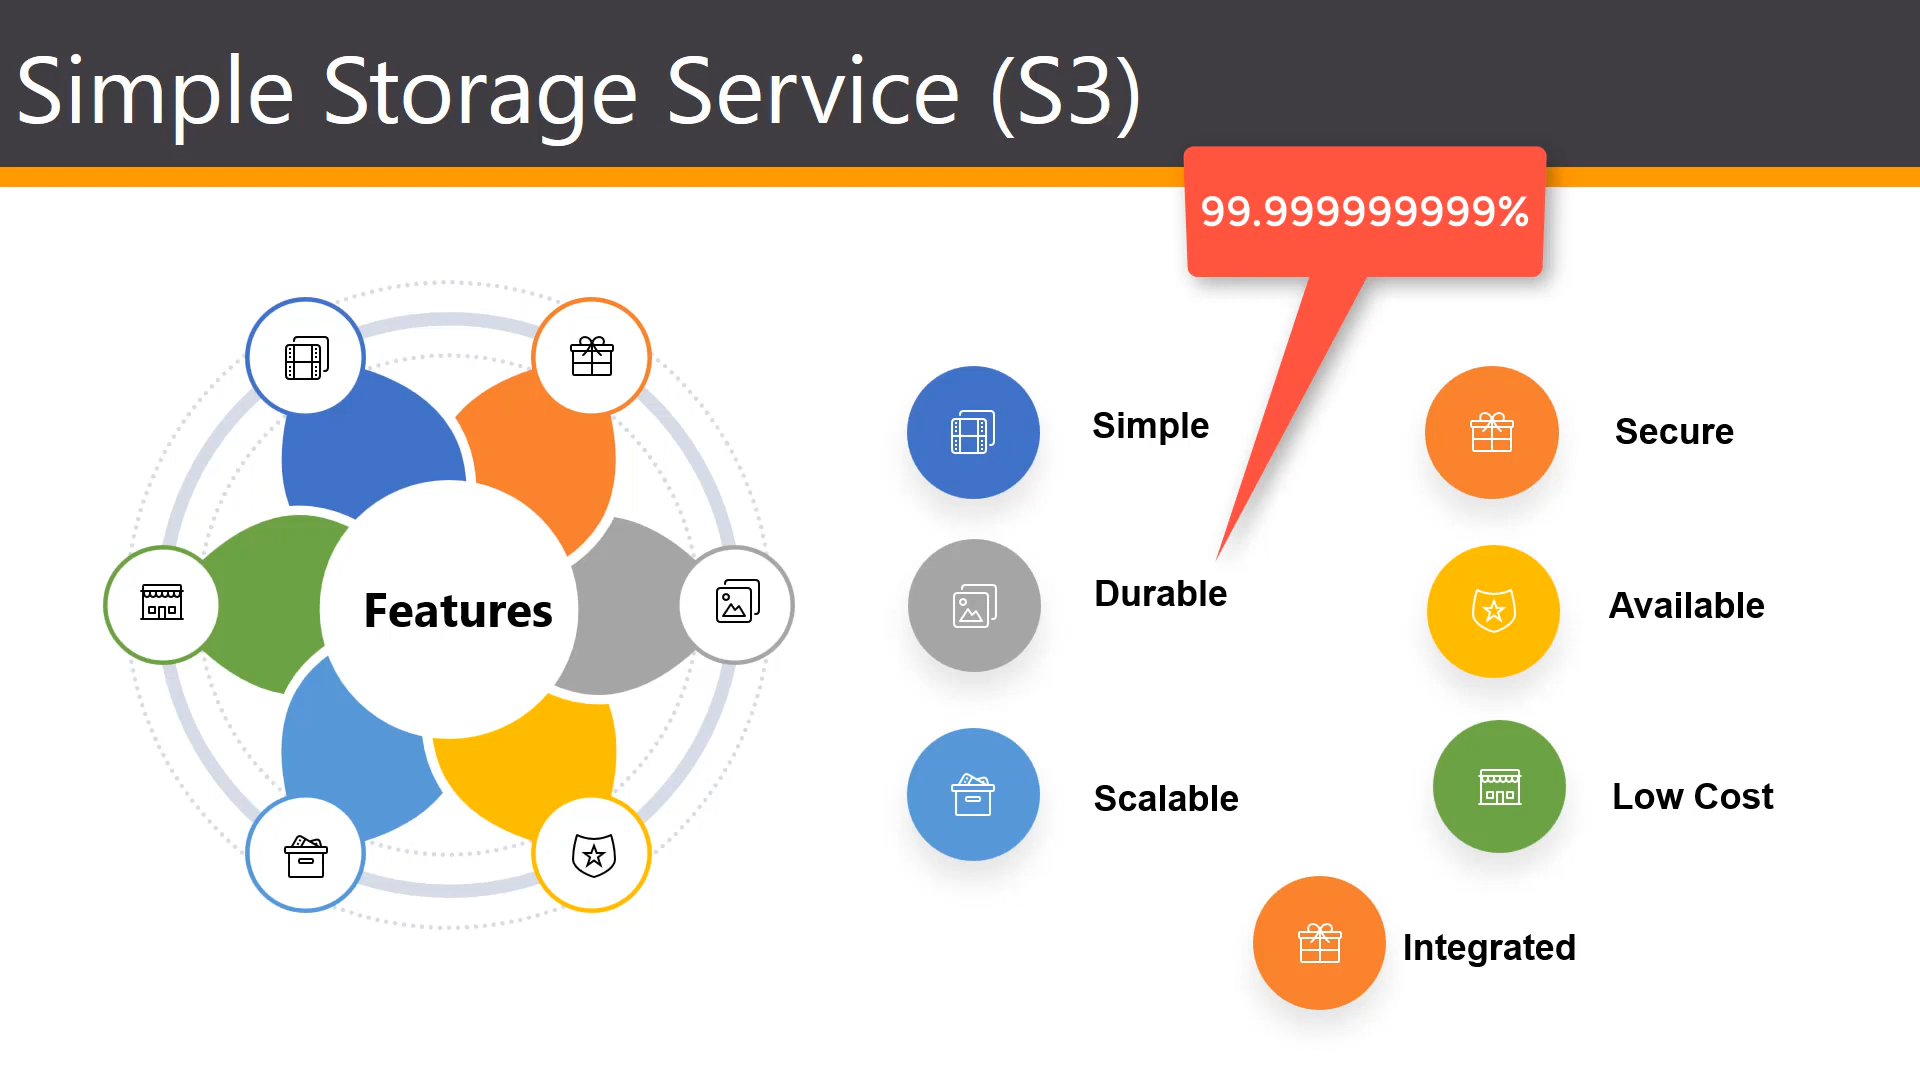 Simple Storage Service (S3)
99.999999999%
Features
Simple
Secure
Durable
Available
Scalable
Low Cost
Integrated